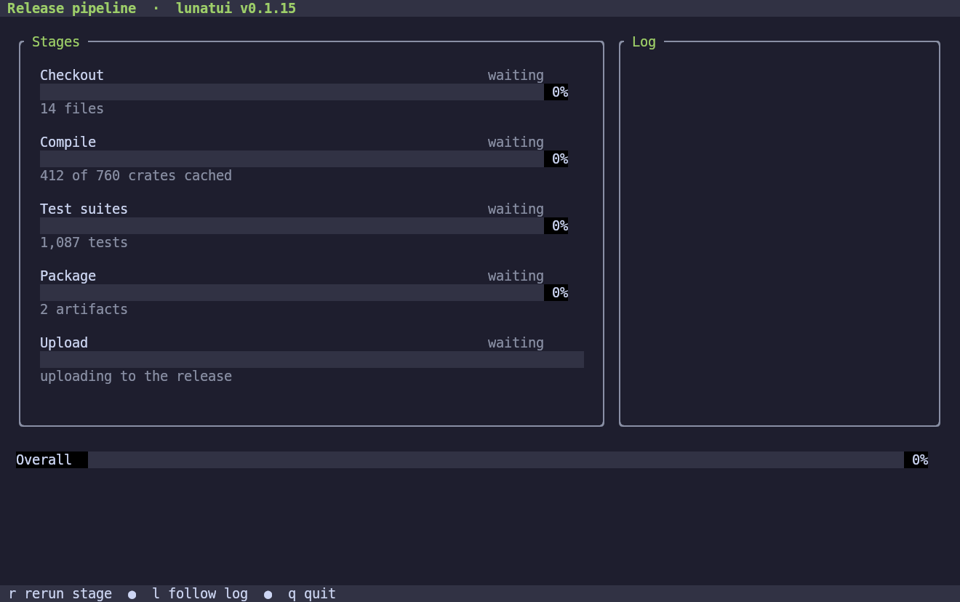 Release pipeline · lunatui v0.1.15
Stages
Log
Checkout waiting
0%
14 files
Compile waiting
0%
412 of 760 crates cached
Test suites waiting
0%
1,087 tests
Package waiting
0%
2 artifacts
Upload waiting
uploading to the release
Overall 0%
r rerun stage ● l follow log ● q quit